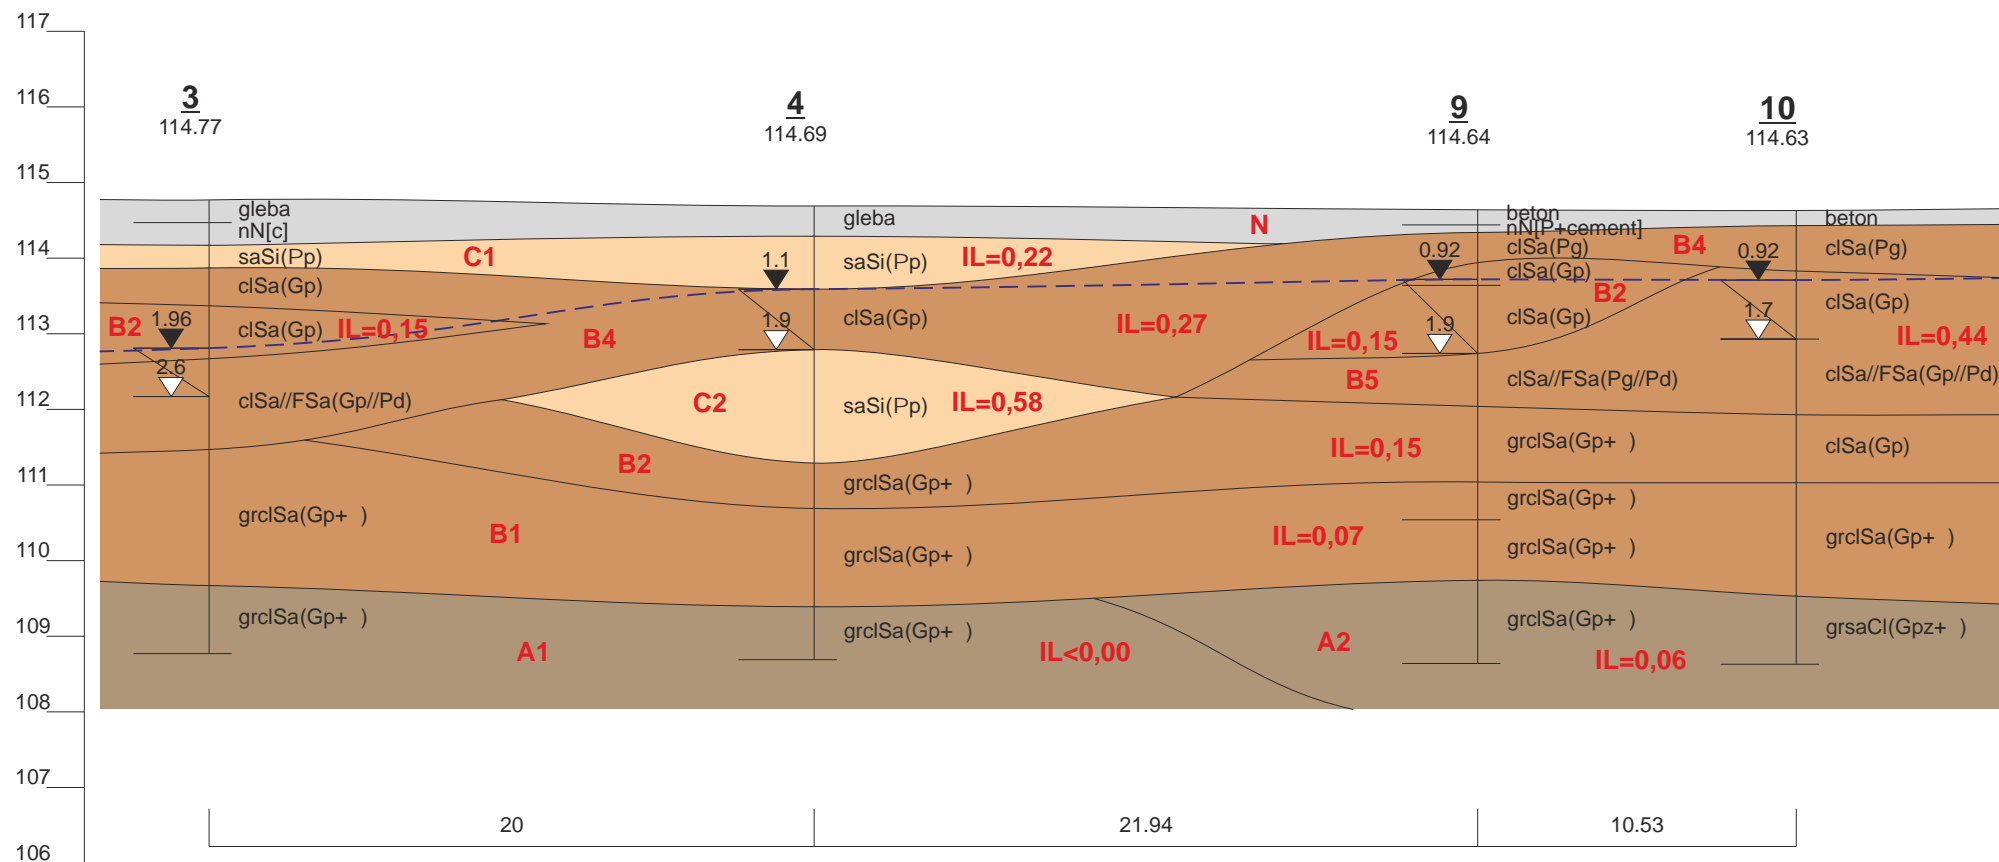 117
116
115
114
113
112
111
110
109
108
107
106
3
114.77
4
114.69
9
114.64
10
114.63
gleba
nN[c]
saSi(Pp)
clSa(Gp)
clSa(Gp)
clSa//FSa(Gp//Pd)
grclSa(Gp+ )
grclSa(Gp+ )
1.96
2.6
B2
IL=0,15
C1
B4
B2
B1
A1
1.1
1.9
C2
gleba
saSi(Pp)
clSa(Gp)
saSi(Pp)
grclSa(Gp+ )
grclSa(Gp+ )
grclSa(Gp+ )
N
IL=0,22
IL=0,27
IL=0,58
IL=0,15
B5
IL=0,15
IL=0,07
IL<0,00
A2
0.92
1.9
beton
nN[P+cement]
clSa(Pg)
clSa(Gp)
clSa(Gp)
clSa//FSa(Pg//Pd)
grclSa(Gp+ )
grclSa(Gp+ )
grclSa(Gp+ )
grclSa(Gp+ )
B4
B2
IL=0,06
0.92
1.7
beton
clSa(Pg)
clSa(Gp)
IL=0,44
clSa//FSa(Gp//Pd)
clSa(Gp)
grclSa(Gp+ )
grsaCl(Gpz+ )
20
21.94
10.53